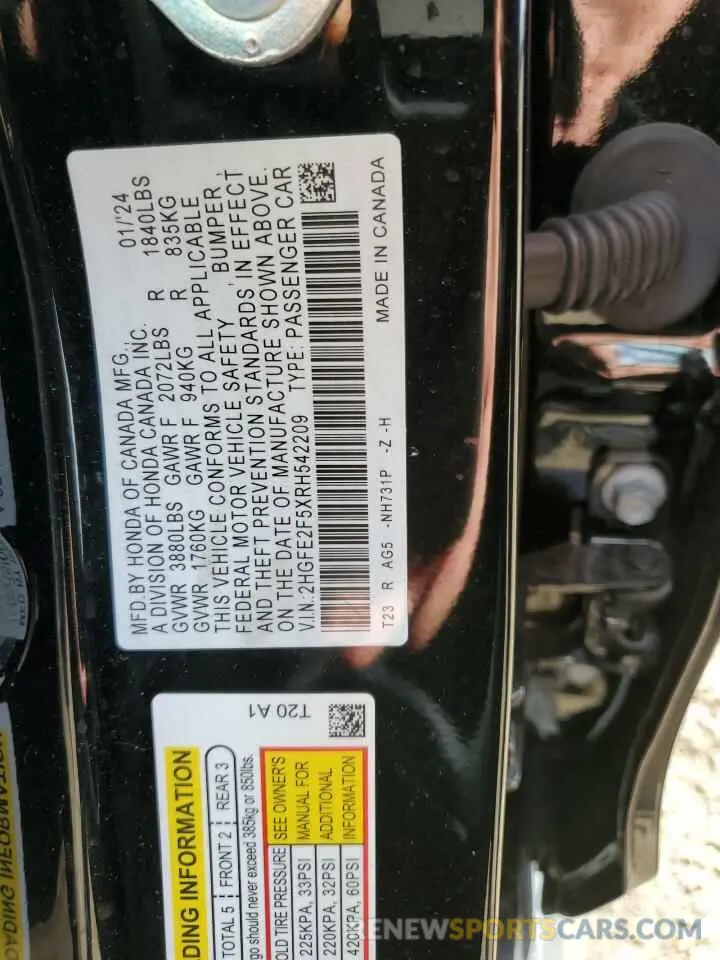 MFD.BY HONDA OF CANADA MFG., 01/'24
A DIVISION OF HONDA CANADA INC.
GVWR 3880LBS GAWR F 2072LBS R 1840LBS
GVWR 1760KG GAWR F 940KG R 835KG
THIS VEHICLE CONFORMS TO ALL APPLICABLE
FEDERAL MOTOR VEHICLE SAFETY, BUMPER,
AND THEFT PREVENTION STANDARDS, IN EFFECT
ON THE DATE OF MANUFACTURE SHOWN ABOVE.
V.I.N.:2HGFE2F5XRH542209 TYPE: PASSENGER CAR
T23 R AG5 -NH731P -Z -H MADE IN CANADA
T20 A1
DING INFORMATION
TOTAL 5 FRONT 2 REAR 3
go should never exceed 385kg or 850lbs.
OLD TIRE PRESSURE SEE OWNER'S
225KPA, 33PSI MANUAL FOR
220KPA, 32PSI ADDITIONAL
420KPA, 60PSI INFORMATION
RENEWSPORTCARS.COM